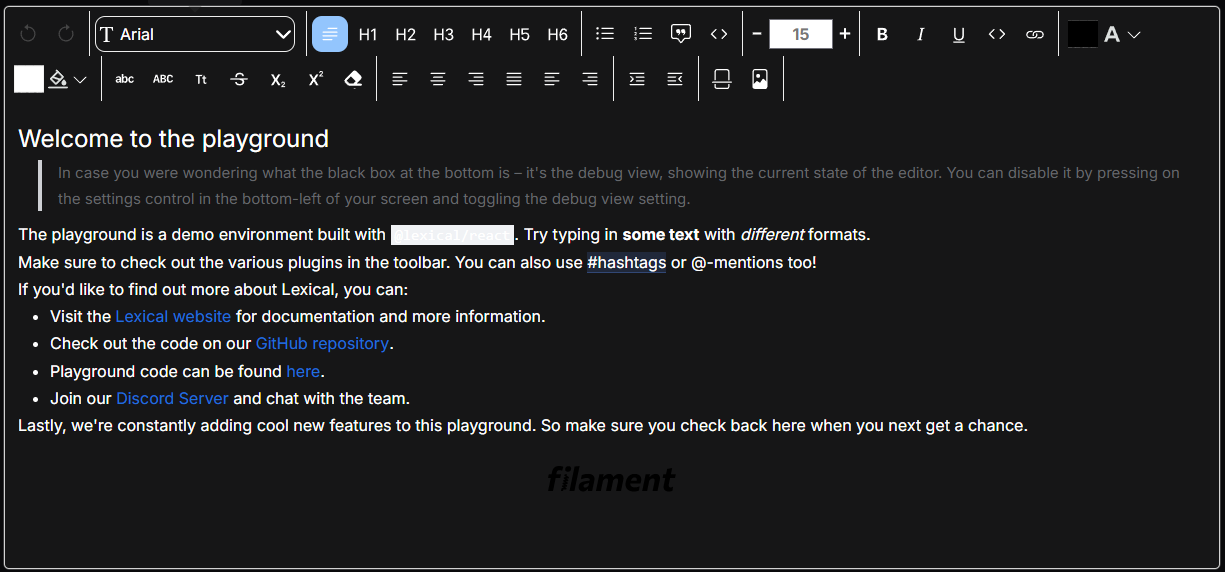 T Arial H1 H2 H3 H4 H5 H6 - 15 + B I U A
abc ABC Tt S X₂ X²
Welcome to the playground
In case you were wondering what the black box at the bottom is – it's the debug view, showing the current state of the editor. You can disable it by pressing on
the settings control in the bottom-left of your screen and toggling the debug view setting.
The playground is a demo environment built with @lexical/react. Try typing in some text with different formats.
Make sure to check out the various plugins in the toolbar. You can also use #hashtags or @-mentions too!
If you'd like to find out more about Lexical, you can:
• Visit the Lexical website for documentation and more information.
• Check out the code on our GitHub repository.
• Playground code can be found here.
• Join our Discord Server and chat with the team.
Lastly, we're constantly adding cool new features to this playground. So make sure you check back here when you next get a chance.
filament